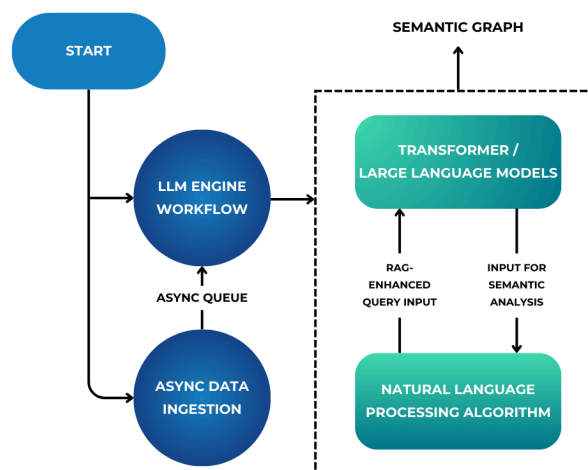 SEMANTIC GRAPH
START
TRANSFORMER /
LARGE LANGUAGE MODELS
LLM ENGINE
WORKFLOW
RAG-
ENHANCED
QUERY INPUT
INPUT FOR
SEMANTIC
ANALYSIS
ASYNC QUEUE
ASYNC DATA
INGESTION
NATURAL LANGUAGE
PROCESSING ALGORITHM